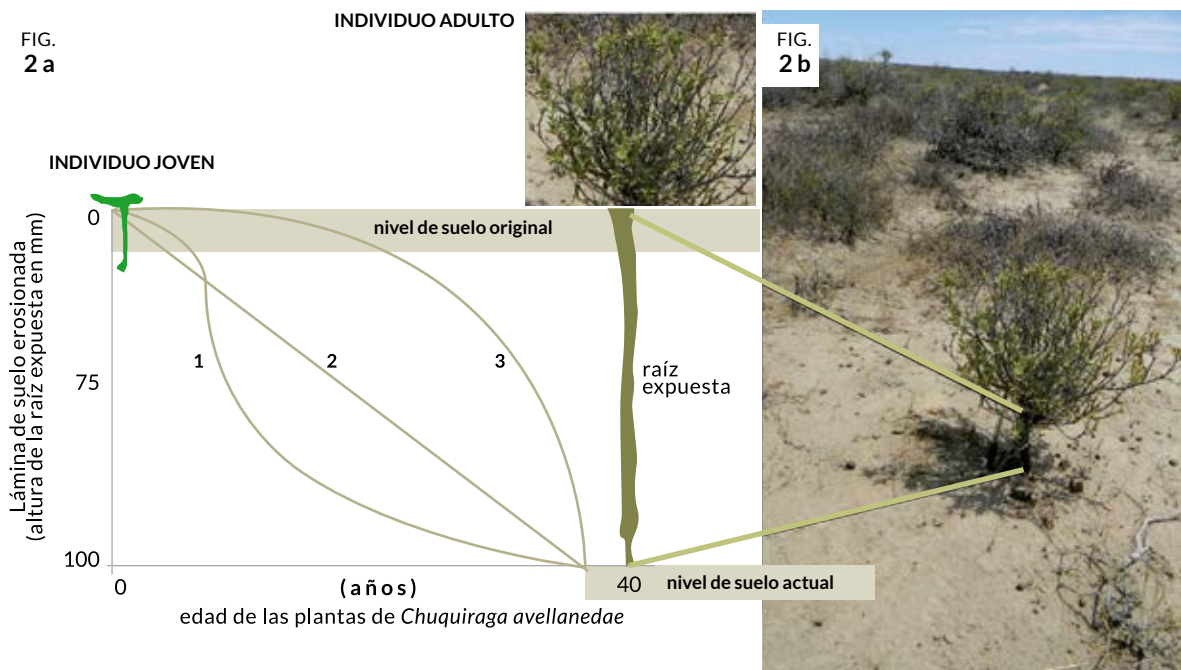 FIG.
2 a
INDIVIDUO ADULTO
FIG.
2 b
INDIVIDUO JOVEN
Lámina de suelo erosionada
(altura de la raíz expuesta en mm)
0
75
100
nivel de suelo original
1
2
3
raíz
expuesta
0
(años)
40
nivel de suelo actual
edad de las plantas de Chuquiraga avellanedae